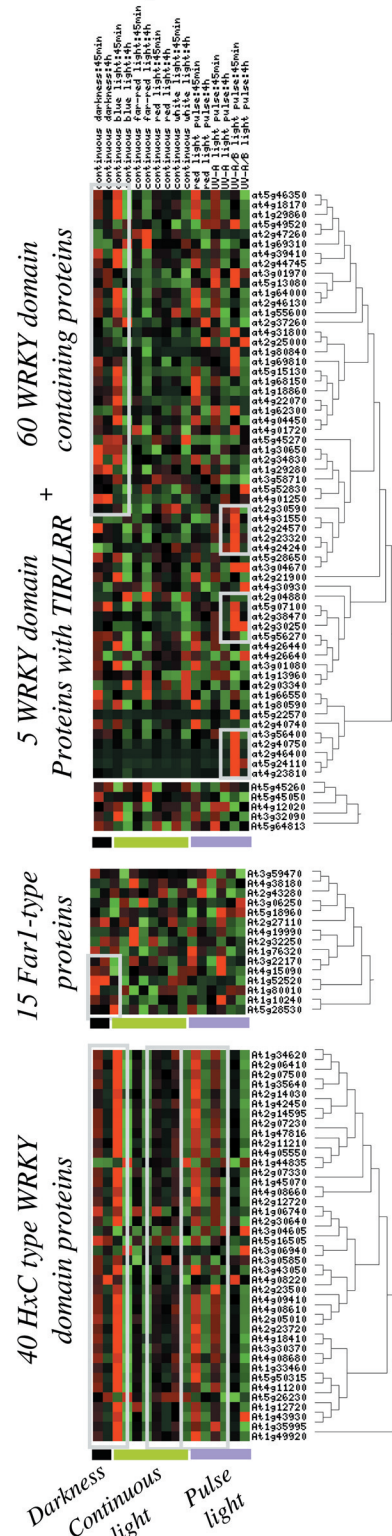 continuous darkness:45min
continuous darkness:4h
continuous blue light:45min
continuous blue light:4h
continuous far-red light:45min
continuous far-red light:4h
continuous red light:45min
continuous red light:4h
continuous white light:45min
continuous white light:4h
red light pulse:45min
red light pulse:4h
UV-A light pulse:45min
UV-A light pulse:4h
UV-A/B light pulse:45min
UV-A/B light pulse:4h
60 WRKY domain
containing proteins
+
5 WRKY domain
Proteins with TIR/LRR
at5g46350
at4g18170
at1g29860
at5g49520
at2g47260
at1g69310
at4g39410
at2g44745
at3g01970
at5g13080
at1g64000
at2g46130
at1g55600
at2g37260
at4g31800
at2g25000
at1g80840
at1g69810
at5g15130
at1g68150
at1g18860
at4g22070
at1g62300
at4g04450
at4g01720
at5g45270
at1g30650
at2g34830
at1g29280
at3g58710
at5g52830
at4g01250
at2g30590
at4g31550
at2g24570
at2g23320
at4g24240
at5g28650
at3g04670
at2g21900
at4g30930
at2g04880
at5g07100
at2g38470
at2g30250
at5g56270
at4g26440
at4g26640
at3g01080
at1g13960
at2g03340
at1g66550
at1g80590
at5g22570
at2g40740
at3g56400
at2g40750
at2g46400
at5g24110
at4g23810
At5g45260
At5g45050
At4g12020
At3g32090
At5g64813
15 Far1-type
proteins
At3g59470
At4g38180
At2g43280
At3g06250
At5g18960
At2g27110
At4g19990
At2g32250
At1g76320
At3g22170
At4g15090
At1g52520
At1g80010
At1g10240
At5g28530
40 HxC type WRKY
domain proteins
At1g34620
At2g06410
At2g07500
At1g35640
At2g14030
At1g42450
At2g14595
At2g07230
At1g47816
At2g11210
At4g05550
At1g44835
At2g07330
At1g45070
At4g08660
At2g12720
At1g06740
At2g30640
At3g04605
At5g16505
At3g06940
At3g05850
At3g43050
At4g08220
At2g23500
At4g09410
At4g08610
At2g05010
At2g23720
At4g18410
At3g30370
At4g08680
At1g33460
At5g50315
At4g11200
At5g26230
At1g12720
At1g43930
At1g35995
At1g49920
Darkness
Continuous
light
Pulse
light